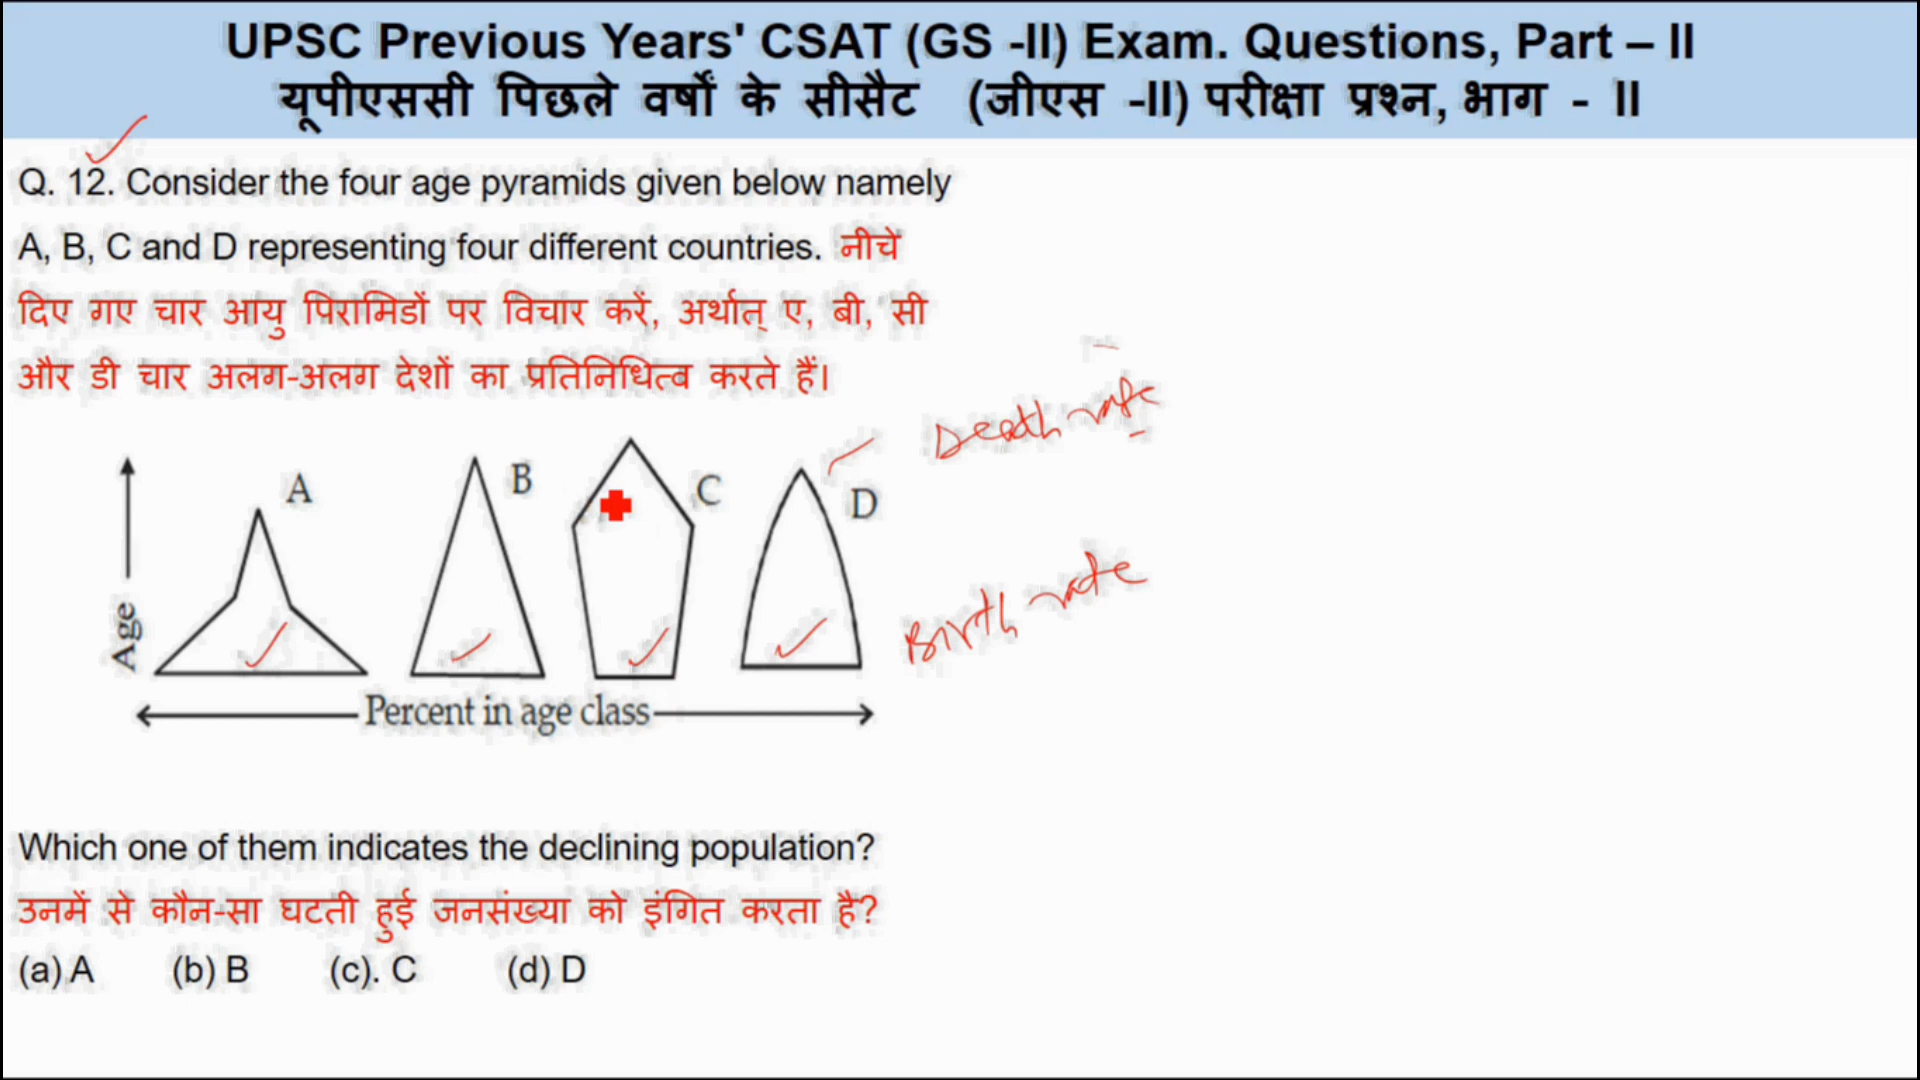 UPSC Previous Years' CSAT (GS -II) Exam. Questions, Part – II
यूपीएससी पिछले वर्षों के सीसैट (जीएस -II) परीक्षा प्रश्न, भाग - II
Q. 12. Consider the four age pyramids given below namely
A, B, C and D representing four different countries. नीचे
दिए गए चार आयु पिरामिडों पर विचार करें, अर्थात् ए, बी, सी
और डी चार अलग-अलग देशों का प्रतिनिधित्व करते हैं।
Death rate
A
B
C
D
Birth rate
Age
Percent in age class
Which one of them indicates the declining population?
उनमें से कौन-सा घटती हुई जनसंख्या को इंगित करता है?
(a) A (b) B (c). C (d) D